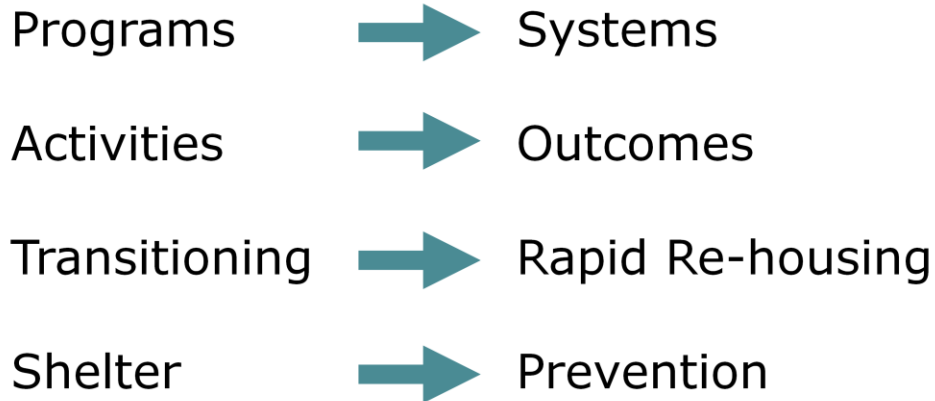 Programs Systems
Activities Outcomes
Transitioning Rapid Re-housing
Shelter Prevention